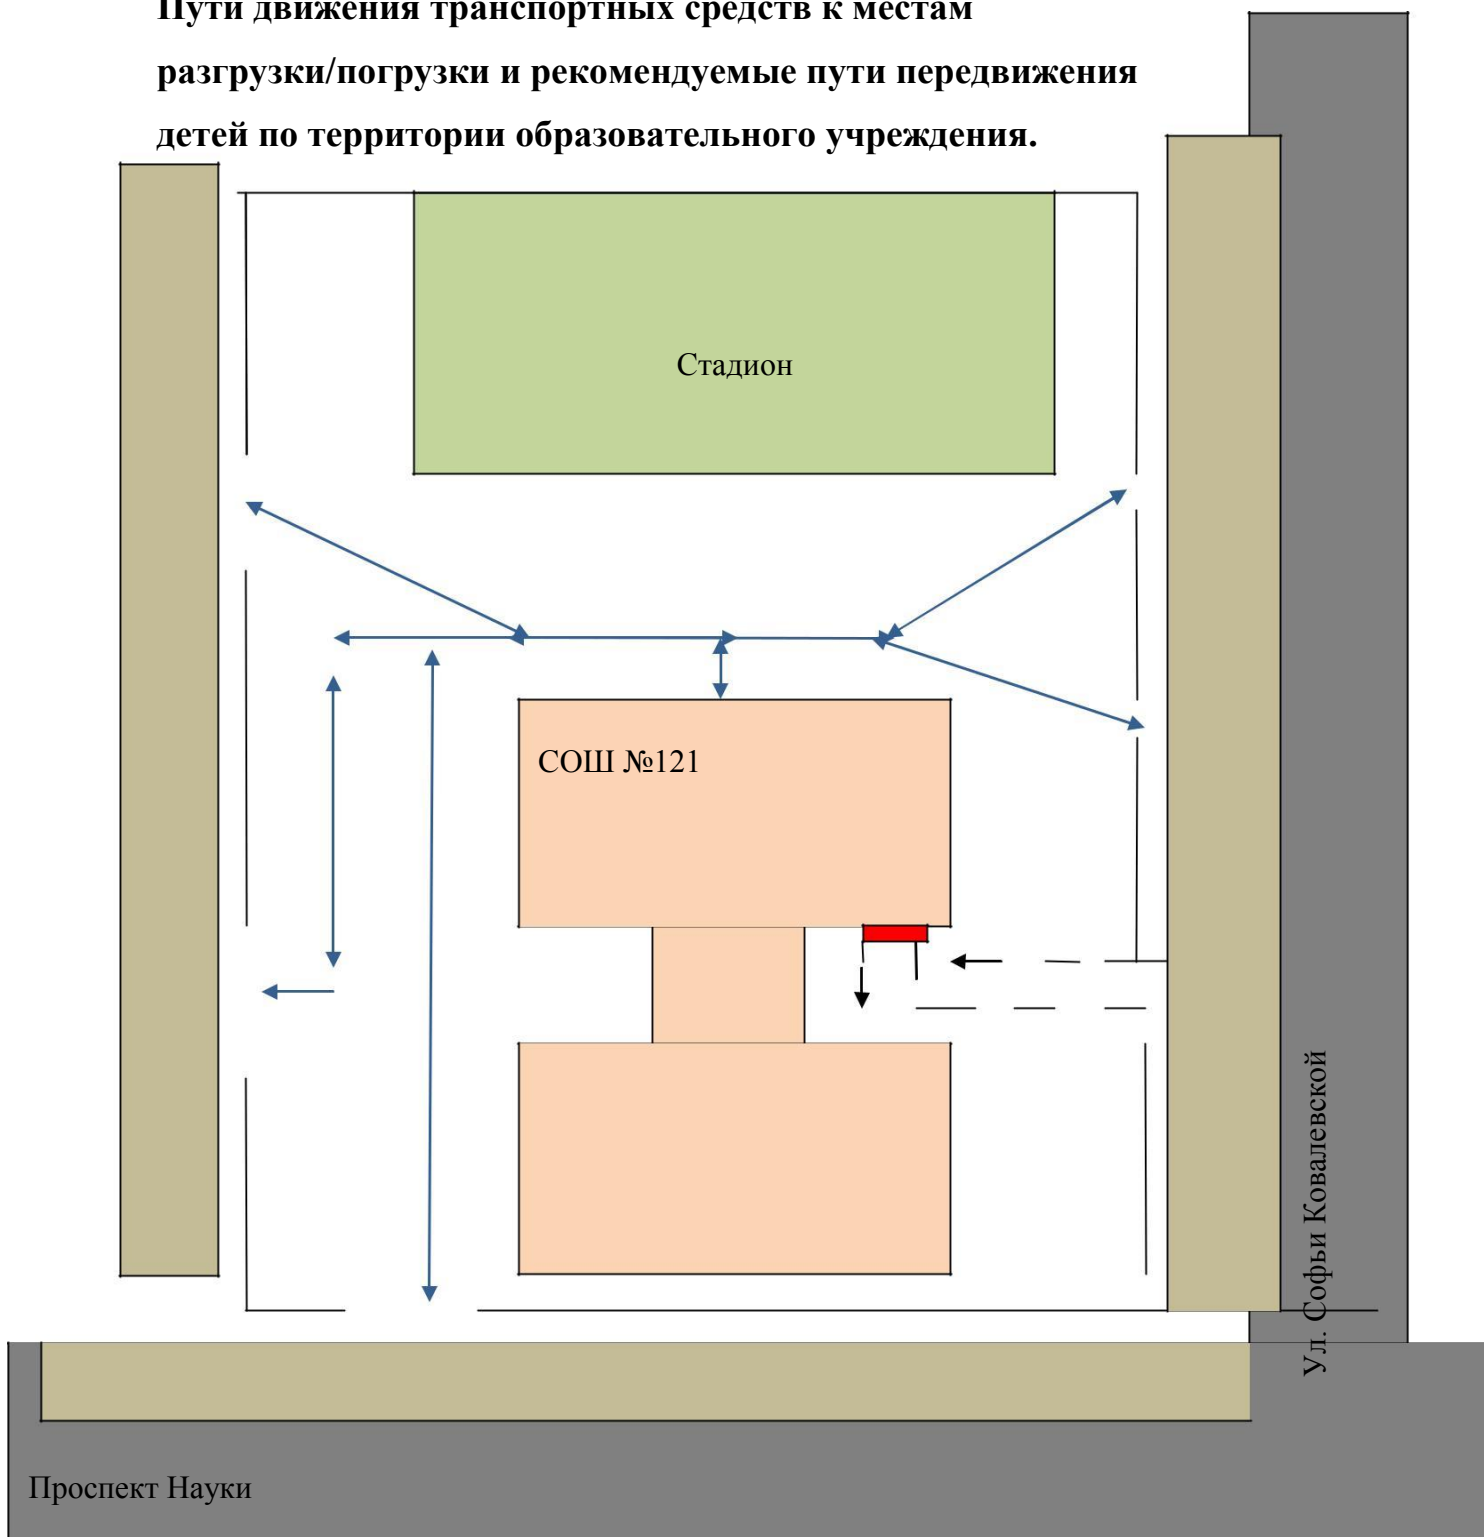 Пути движения транспортных средств к местам
разгрузки/погрузки и рекомендуемые пути передвижения
детей по территории образовательного учреждения.
Стадион
СОШ №121
Ул. Софьи Ковалевской
Проспект Науки